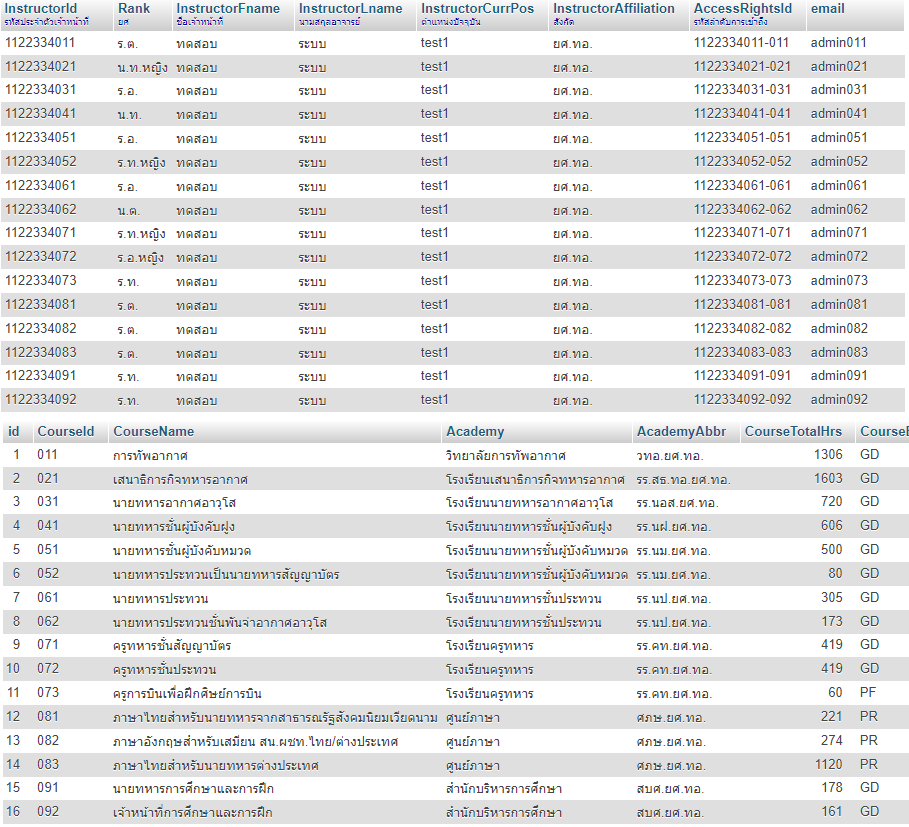 InstructorId Rank InstructorFname InstructorLname InstructorCurrPos InstructorAffiliation AccessRightsId email
รหัสประจำตัวเจ้าหน้าที่ ยศ ชื่อเจ้าหน้าที่ นามสกุลอาจารย์ ตำแหน่งปัจจุบัน สังกัด รหัสลำดับการเข้าถึง
1122334011 ร.ต. ทดสอบ ระบบ test1 ยศ.ทอ. 1122334011-011 admin011
1122334021 น.ท.หญิง ทดสอบ ระบบ test1 ยศ.ทอ. 1122334021-021 admin021
1122334031 ร.อ. ทดสอบ ระบบ test1 ยศ.ทอ. 1122334031-031 admin031
1122334041 น.ท. ทดสอบ ระบบ test1 ยศ.ทอ. 1122334041-041 admin041
1122334051 ร.อ. ทดสอบ ระบบ test1 ยศ.ทอ. 1122334051-051 admin051
1122334052 ร.ท.หญิง ทดสอบ ระบบ test1 ยศ.ทอ. 1122334052-052 admin052
1122334061 ร.อ. ทดสอบ ระบบ test1 ยศ.ทอ. 1122334061-061 admin061
1122334062 น.ต. ทดสอบ ระบบ test1 ยศ.ทอ. 1122334062-062 admin062
1122334071 ร.ท.หญิง ทดสอบ ระบบ test1 ยศ.ทอ. 1122334071-071 admin071
1122334072 ร.อ.หญิง ทดสอบ ระบบ test1 ยศ.ทอ. 1122334072-072 admin072
1122334073 ร.ท. ทดสอบ ระบบ test1 ยศ.ทอ. 1122334073-073 admin073
1122334081 ร.ต. ทดสอบ ระบบ test1 ยศ.ทอ. 1122334081-081 admin081
1122334082 ร.ต. ทดสอบ ระบบ test1 ยศ.ทอ. 1122334082-082 admin082
1122334083 ร.ต. ทดสอบ ระบบ test1 ยศ.ทอ. 1122334083-083 admin083
1122334091 ร.ท. ทดสอบ ระบบ test1 ยศ.ทอ. 1122334091-091 admin091
1122334092 ร.ท. ทดสอบ ระบบ test1 ยศ.ทอ. 1122334092-092 admin092
id CourseId CourseName Academy AcademyAbbr CourseTotalHrs
1 011 การทัพอากาศ วิทยาลัยการทัพอากาศ วทอ.ยศ.ทอ. 1306 GD
2 021 เสนาธิการกิจทหารอากาศ โรงเรียนเสนาธิการกิจทหารอากาศ รร.สธ.ทอ.ยศ.ทอ. 1603 GD
3 031 นายทหารอากาศอาวุโส โรงเรียนนายทหารอากาศอาวุโส รร.นอส.ยศ.ทอ. 720 GD
4 041 นายทหารชั้นผู้บังคับฝูง โรงเรียนนายทหารชั้นผู้บังคับฝูง รร.นฝ.ยศ.ทอ. 606 GD
5 051 นายทหารชั้นผู้บังคับหมวด โรงเรียนนายทหารชั้นผู้บังคับหมวด รร.นม.ยศ.ทอ. 500 GD
6 052 นายทหารประทวนเป็นนายทหารสัญญาบัตร โรงเรียนนายทหารชั้นผู้บังคับหมวด รร.นม.ยศ.ทอ. 80 GD
7 061 นายทหารประทวน โรงเรียนนายทหารชั้นประทวน รร.นป.ยศ.ทอ. 305 GD
8 062 นายทหารประทวนชั้นพันจ่าอากาศอาวุโส โรงเรียนนายทหารชั้นประทวน รร.นป.ยศ.ทอ. 173 GD
9 071 ครูทหารชั้นสัญญาบัตร โรงเรียนครูทหาร รร.คท.ยศ.ทอ. 419 GD
10 072 ครูทหารชั้นประทวน โรงเรียนครูทหาร รร.คท.ยศ.ทอ. 419 GD
11 073 ครูการบินเพื่อฝึกศิษย์การบิน โรงเรียนครูทหาร รร.คท.ยศ.ทอ. 60 PF
12 081 ภาษาไทยสำหรับนายทหารจากสาธารณรัฐสังคมนิยมเวียดนาม ศูนย์ภาษา ศภษ.ยศ.ทอ. 221 PR
13 082 ภาษาอังกฤษสำหรับเสมียน สน.ผชท.ไทย/ต่างประเทศ ศูนย์ภาษา ศภษ.ยศ.ทอ. 274 PR
14 083 ภาษาไทยสำหรับนายทหารต่างประเทศ ศูนย์ภาษา ศภษ.ยศ.ทอ. 1120 PR
15 091 นายทหารการศึกษาและการฝึก สำนักบริหารการศึกษา สบศ.ยศ.ทอ. 178 GD
16 092 เจ้าหน้าที่การศึกษาและการฝึก สำนักบริหารการศึกษา สบศ.ยศ.ทอ. 161 GD